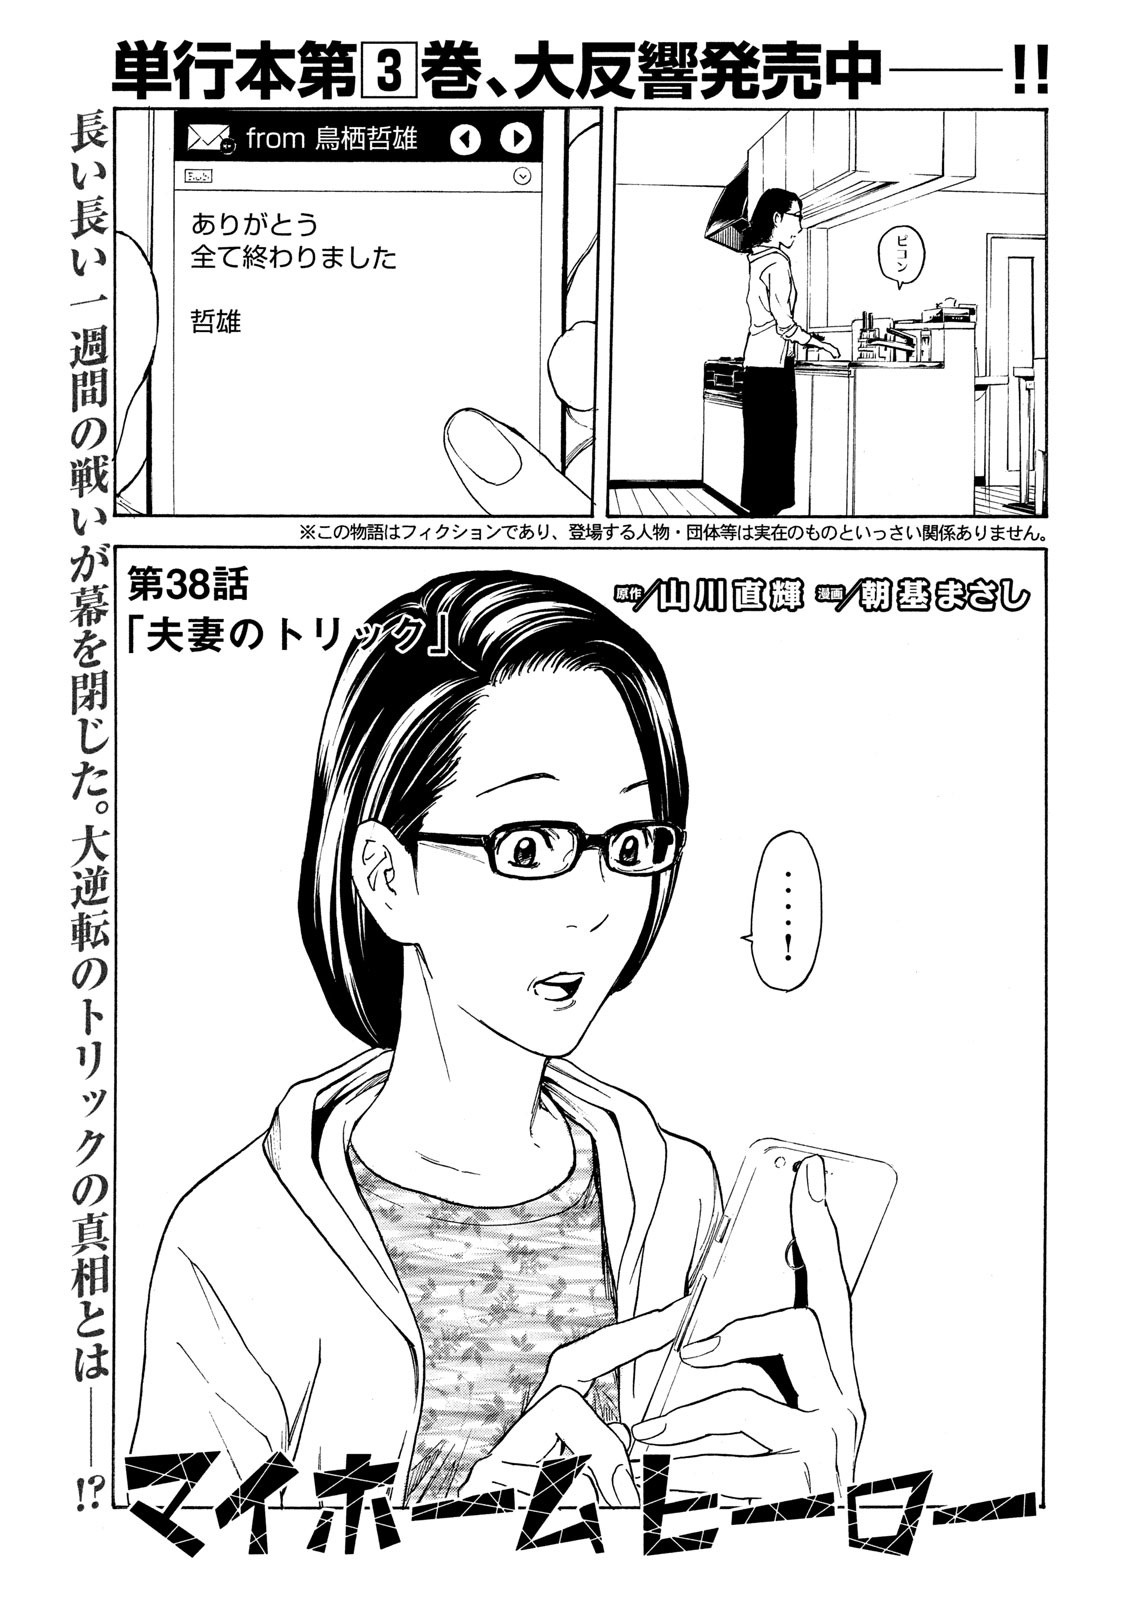 単行本第3巻、大反響発売中――!!
長い長い一週間の戦いが幕を閉じた。大逆転のトリックの真相とは――!?
ピコン
from 鳥栖哲雄
ありがとう
全て終わりました
哲雄
※この物語はフィクションであり、登場する人物・団体等は実在のものといっさい関係ありません。
第38話
「夫妻のトリック」
原作/山川直輝 漫画/朝基まさし
……!
マイホームヒーロー